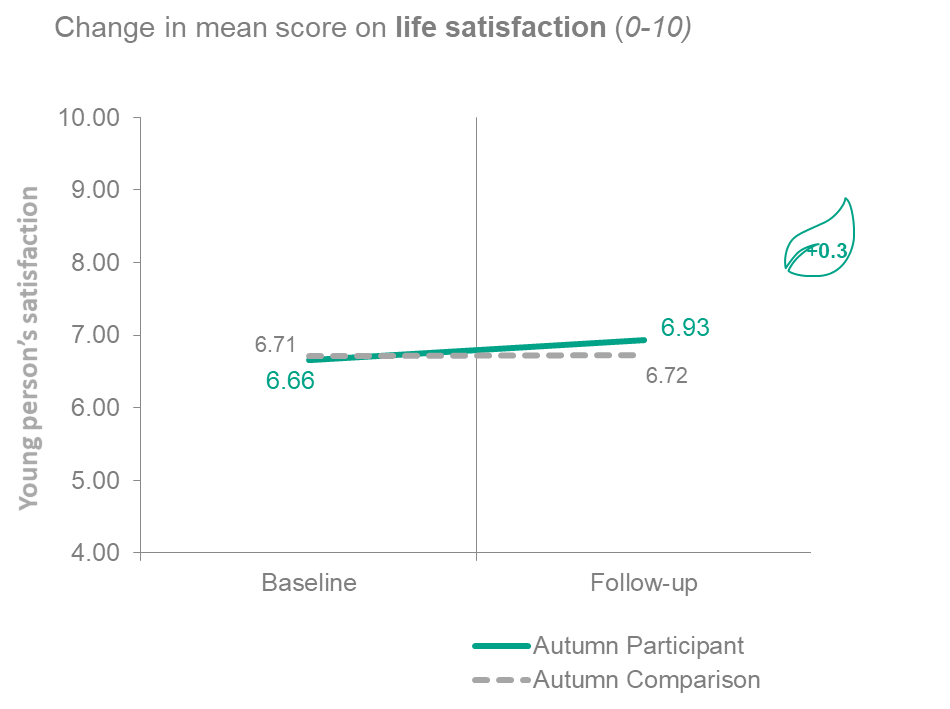 Change in mean score on life satisfaction (0-10)
Young person's satisfaction
10.00
9.00
8.00
7.00
6.00
5.00
4.00
6.71
6.66
6.93
6.72
+0.3
Baseline
Follow-up
Autumn Participant
Autumn Comparison